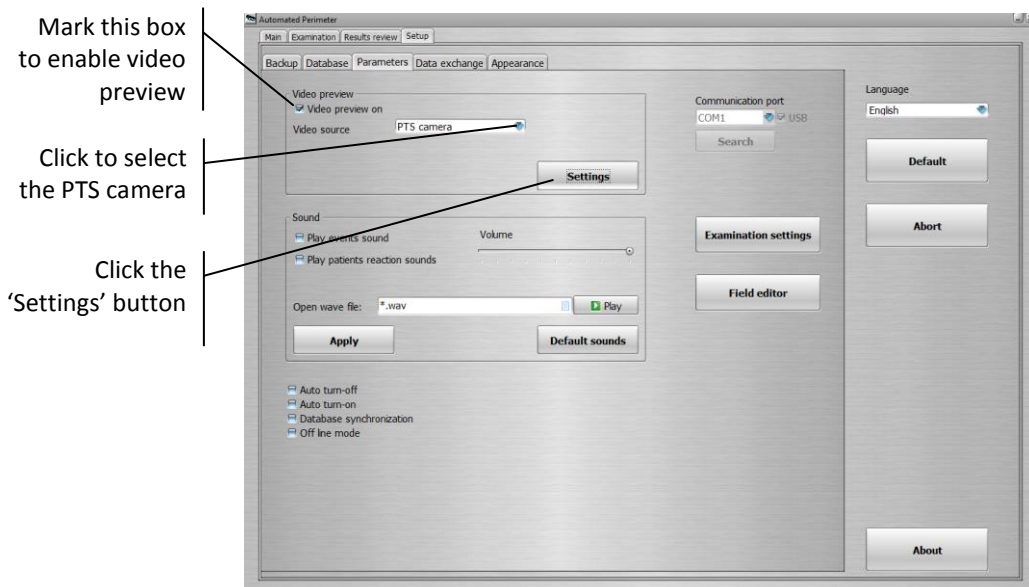 Mark this box
to enable video
preview
Click to select
the PTS camera
Click the
‘Settings’ button
Automated Perimeter
Main Examination Results review Setup
Backup Database Parameters Data exchange Appearance
Video preview
Video preview on
Video source PTS camera
Settings
Sound
Play events sound Volume
Play patients reaction sounds
Open wave file: *.wav Play
Apply Default sounds
Auto turn-off
Auto turn-on
Database synchronization
Off line mode
Communication port
COM1 USB
Search
Examination settings
Field editor
Language
English
Default
Abort
About